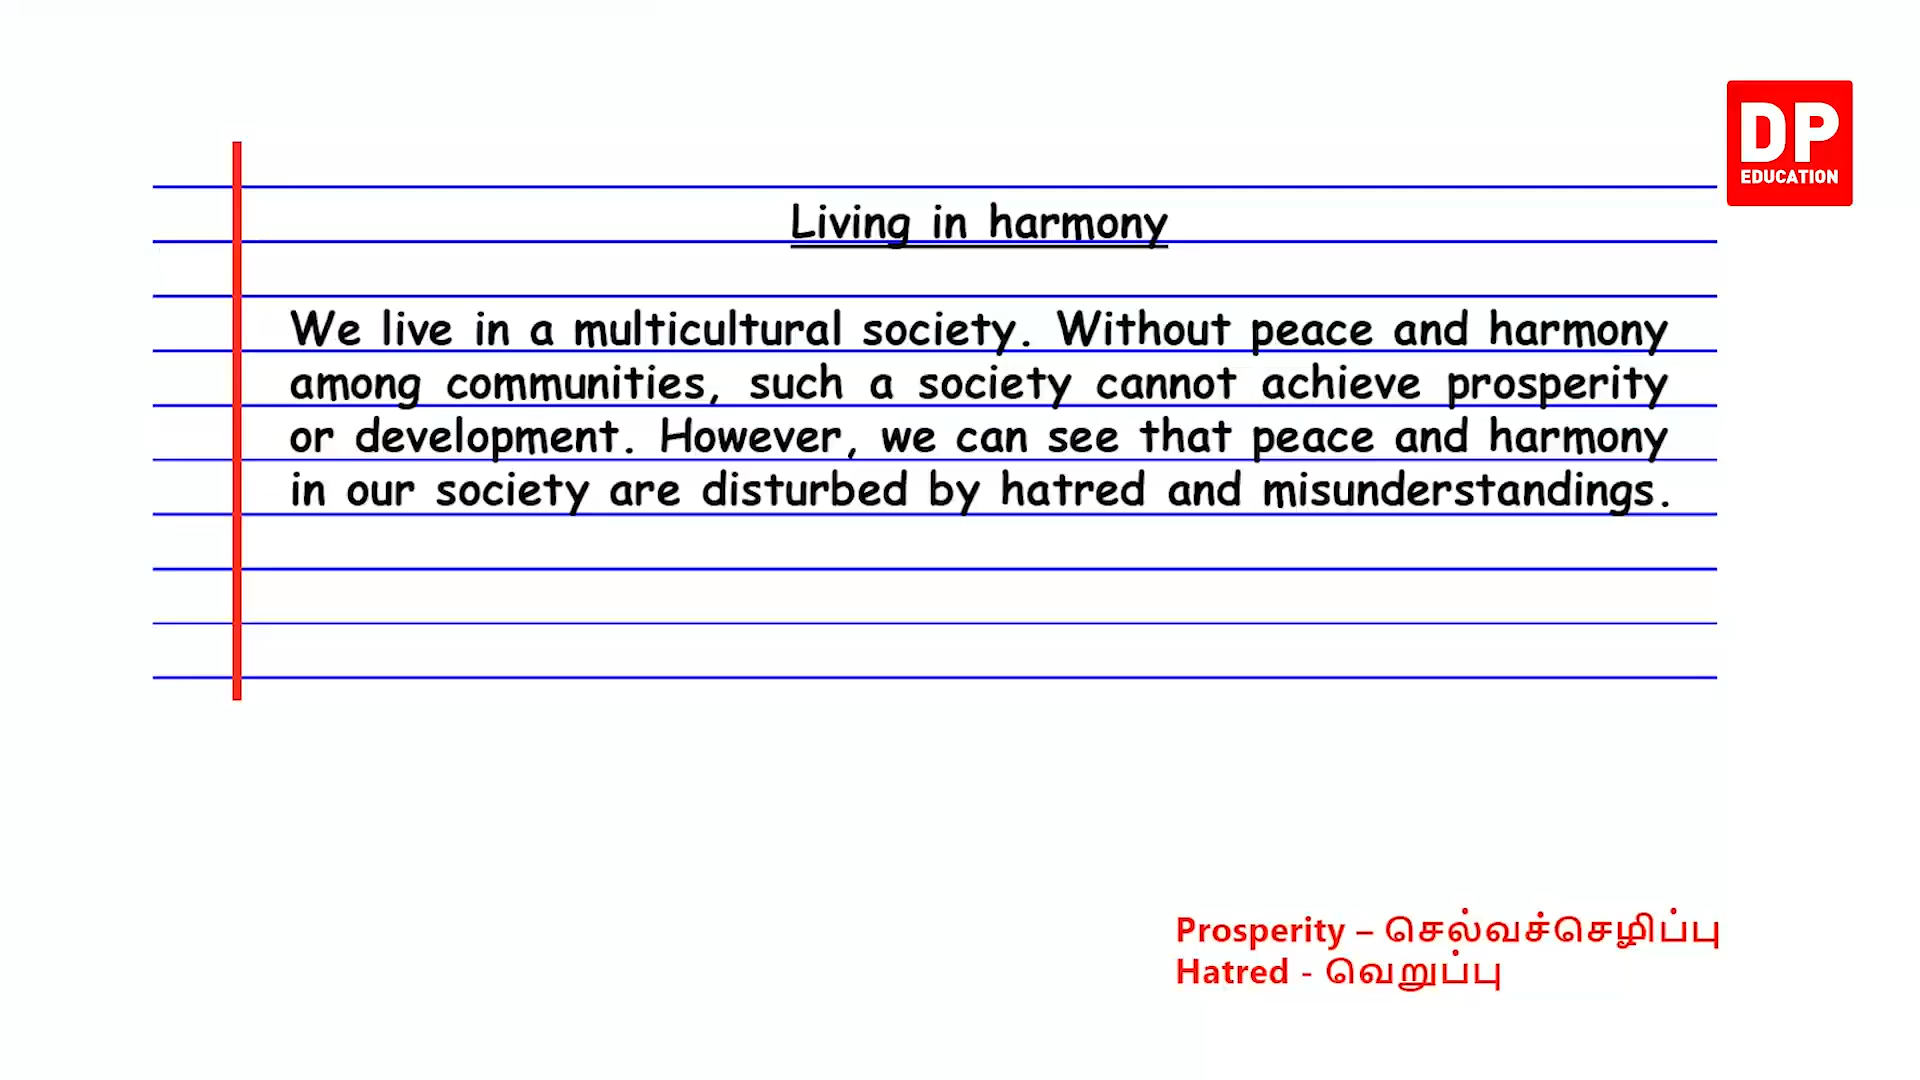 DP
EDUCATION
Living in harmony
We live in a multicultural society. Without peace and harmony
among communities, such a society cannot achieve prosperity
or development. However, we can see that peace and harmony
in our society are disturbed by hatred and misunderstandings.
Prosperity – செல்வச்செழிப்பு
Hatred - வெறுப்பு